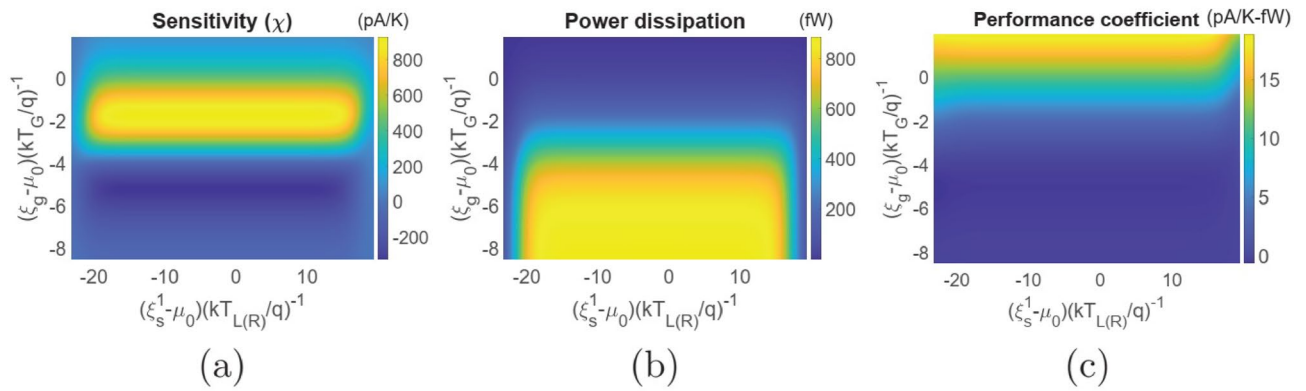 Sensitivity (χ) (pA/K)
(ξg-μ0)(kTG/q)-1
0
-2
-4
-6
-8
-20 -10 0 10
(ξs1-μ0)(kTL(R)/q)-1
800
600
400
200
0
-200
(a)
Power dissipation (fW)
(ξg-μ0)(kTG/q)-1
0
-2
-4
-6
-8
-20 -10 0 10
(ξs1-μ0)(kTL(R)/q)-1
800
600
400
200
(b)
Performance coefficient (pA/K-fW)
(ξg-μ0)(kTG/q)-1
0
-2
-4
-6
-8
-20 -10 0 10
(ξs1-μ0)(kTL(R)/q)-1
15
10
5
0
(c)